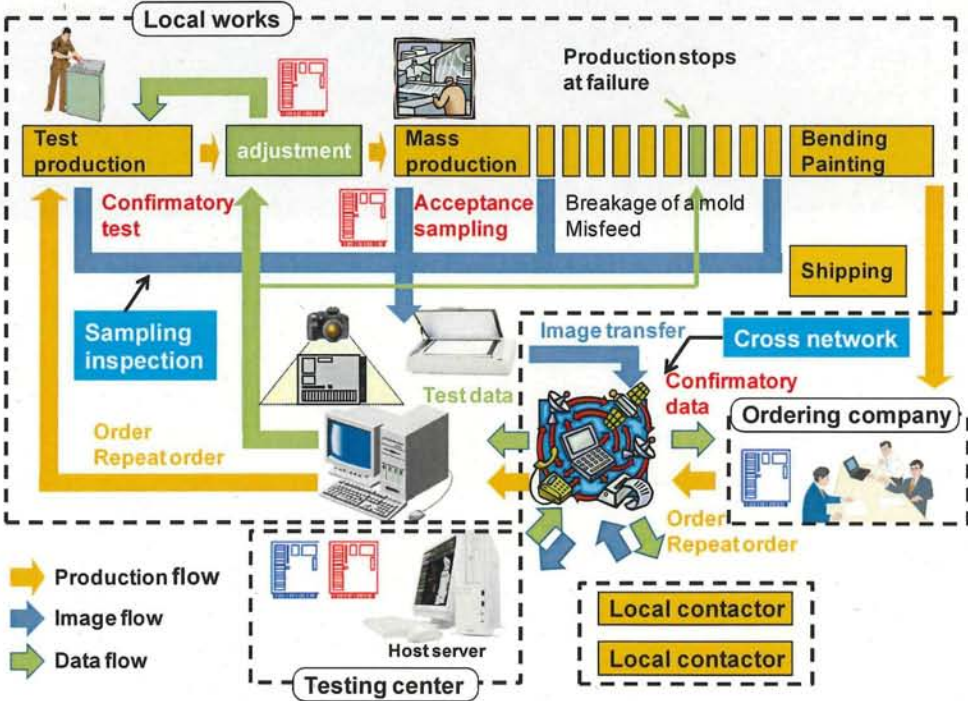 Local works
Production stops
at failure
Test
production
adjustment
Mass
production
Bending
Painting
Confirmatory
test
Acceptance
sampling
Breakage of a mold
Misfeed
Shipping
Sampling
inspection
Image transfer
Cross network
Test data
Confirmatory
data
Ordering company
Order
Repeat order
Order
Repeat order
Production flow
Image flow
Data flow
Host server
Testing center
Local contactor
Local contactor